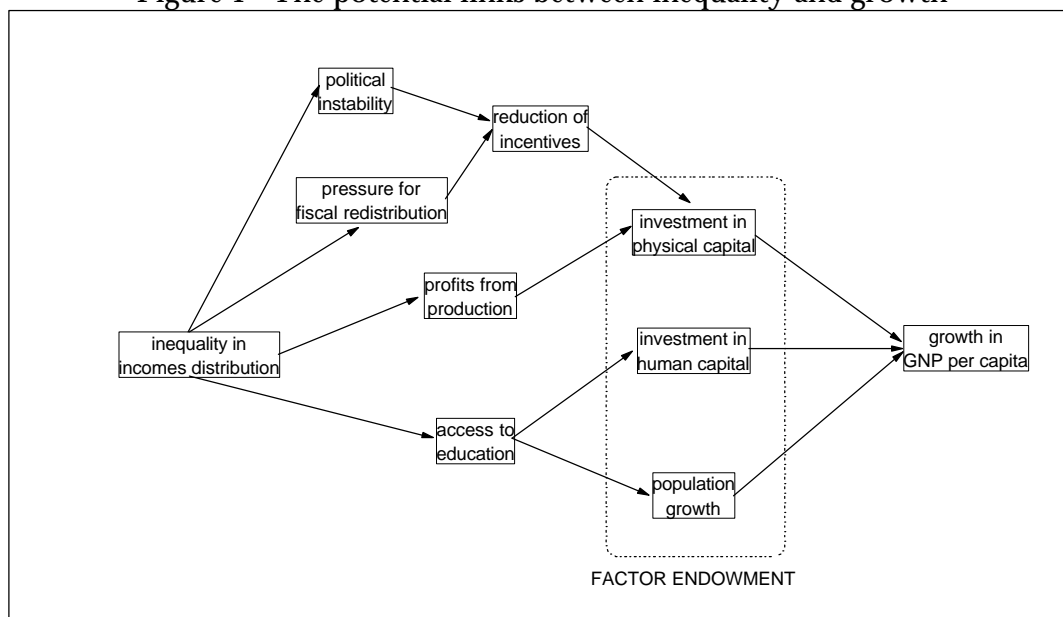 Figure 1 - The potential links between inequality and growth
political
instability
reduction of
incentives
pressure for
fiscal redistribution
investment in
physical capital
profits from
production
inequality in
incomes distribution
investment in
human capital
growth in
GNP per capita
access to
education
population
growth
FACTOR ENDOWMENT